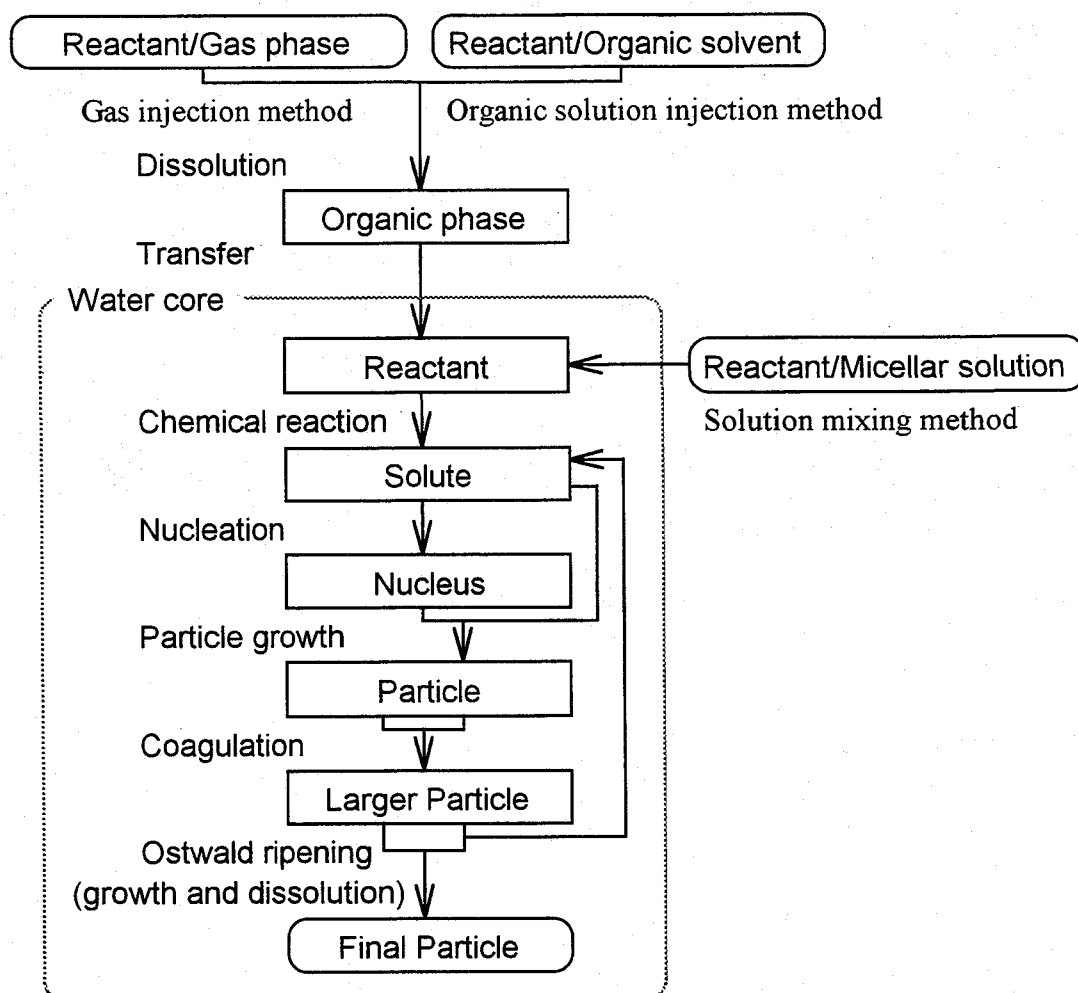 Reactant/Gas phase
Reactant/Organic solvent
Gas injection method
Organic solution injection method
Dissolution
Organic phase
Transfer
Water core
Reactant
Reactant/Micellar solution
Chemical reaction
Solution mixing method
Solute
Nucleation
Nucleus
Particle growth
Particle
Coagulation
Larger Particle
Ostwald ripening
(growth and dissolution)
Final Particle